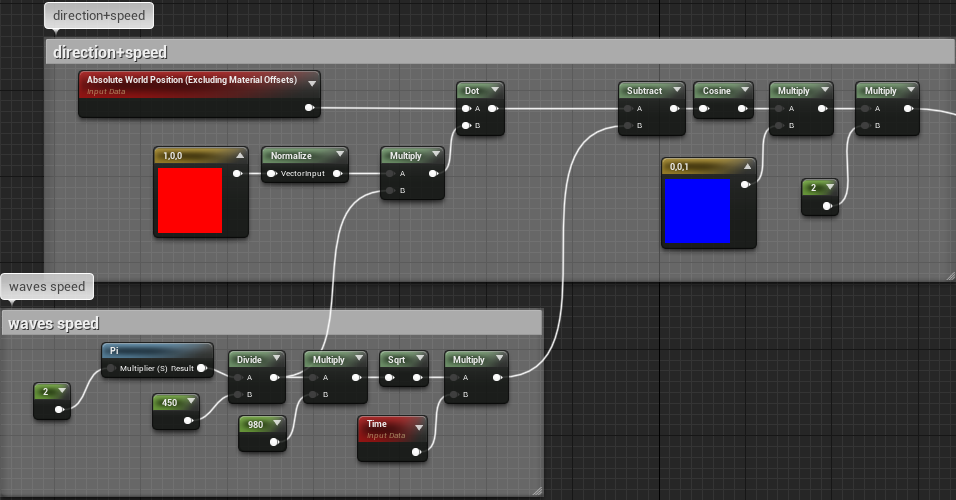 direction+speed
direction+speed
Absolute World Position (Excluding Material Offsets)
Input Data
Dot
A
B
Subtract
A
B
Cosine
Multiply
A
B
Multiply
A
B
1,0,0
Normalize
VectorInput
Multiply
A
B
0,0,1
2
waves speed
waves speed
Pi
Multiplier (S) Result
2
Divide
A
B
450
Multiply
A
B
980
Sqrt
Multiply
A
B
Time
Input Data